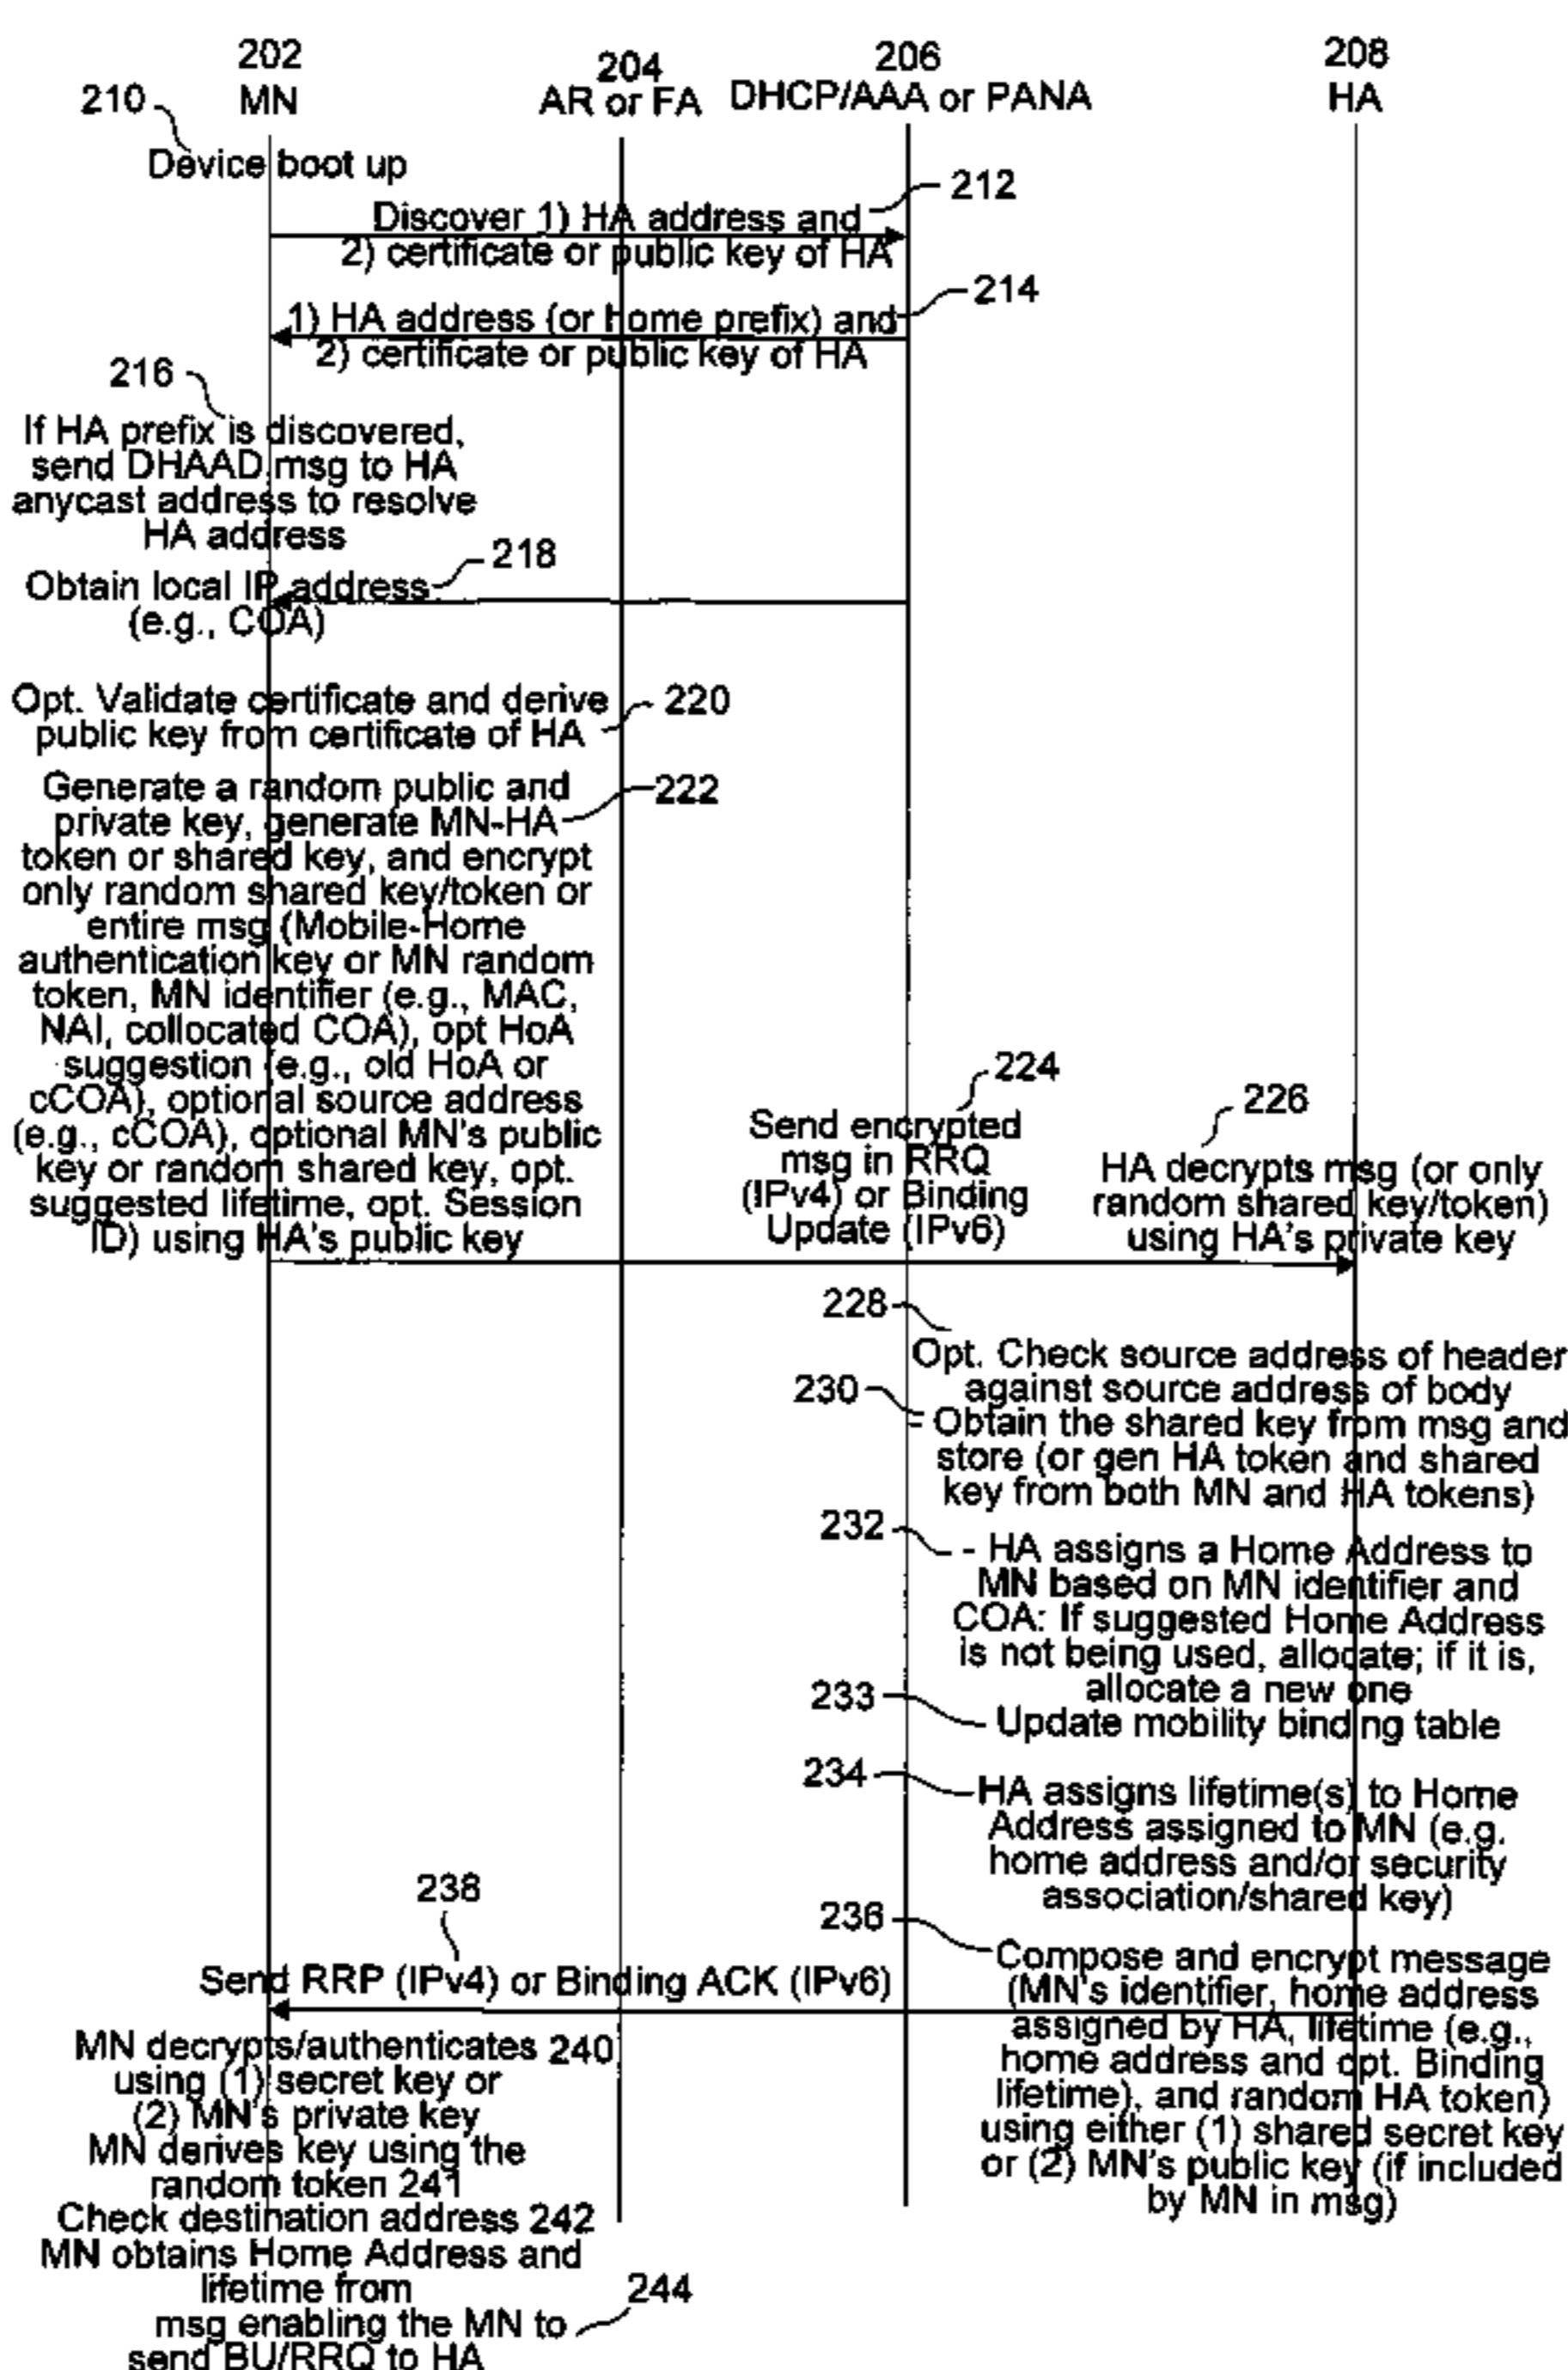 202
MN
204
AR or FA
206
DHCP/AAA or PANA
208
HA
210
Device boot up
212
Discover 1) HA address and
2) certificate or public key of HA
214
1) HA address (or home prefix) and
2) certificate or public key of HA
216
If HA prefix is discovered,
send DHAAD msg to HA
anycast address to resolve
HA address
218
Obtain local IP address
(e.g., COA)
Opt. Validate certificate and derive
public key from certificate of HA
220
Generate a random public and
private key, generate MN-HA
token or shared key, and encrypt
only random shared key/token or
entire msg (Mobile-Home
authentication key or MN random
token, MN identifier (e.g., MAC,
NAI, collocated COA), opt HoA
suggestion (e.g., old HoA or
cCOA), optional source address
(e.g., cCOA), optional MN's public
key or random shared key, opt.
suggested lifetime, opt. Session
ID) using HA's public key
222
224
Send encrypted
msg in RRQ
(IPv4) or Binding
Update (IPv6)
226
HA decrypts msg (or only
random shared key/token)
using HA's private key
228
Opt. Check source address of header
against source address of body
230
- Obtain the shared key from msg and
store (or gen HA token and shared
key from both MN and HA tokens)
232
- HA assigns a Home Address to
MN based on MN identifier and
COA: If suggested Home Address
is not being used, allocate; if it is,
allocate a new one
233
- Update mobility binding table
234
HA assigns lifetime(s) to Home
Address assigned to MN (e.g.
home address and/or security
association/shared key)
236
Compose and encrypt message
(MN's identifier, home address
assigned by HA, lifetime (e.g.,
home address and opt. Binding
lifetime), and random HA token)
using either (1) shared secret key
or (2) MN's public key (if included
by MN in msg)
238
Send RRP (IPv4) or Binding ACK (IPv6)
MN decrypts/authenticates 240
using (1) secret key or
(2) MN's private key
MN derives key using the
random token 241
Check destination address 242
MN obtains Home Address and
lifetime from
msg enabling the MN to
send BU/RRQ to HA
244